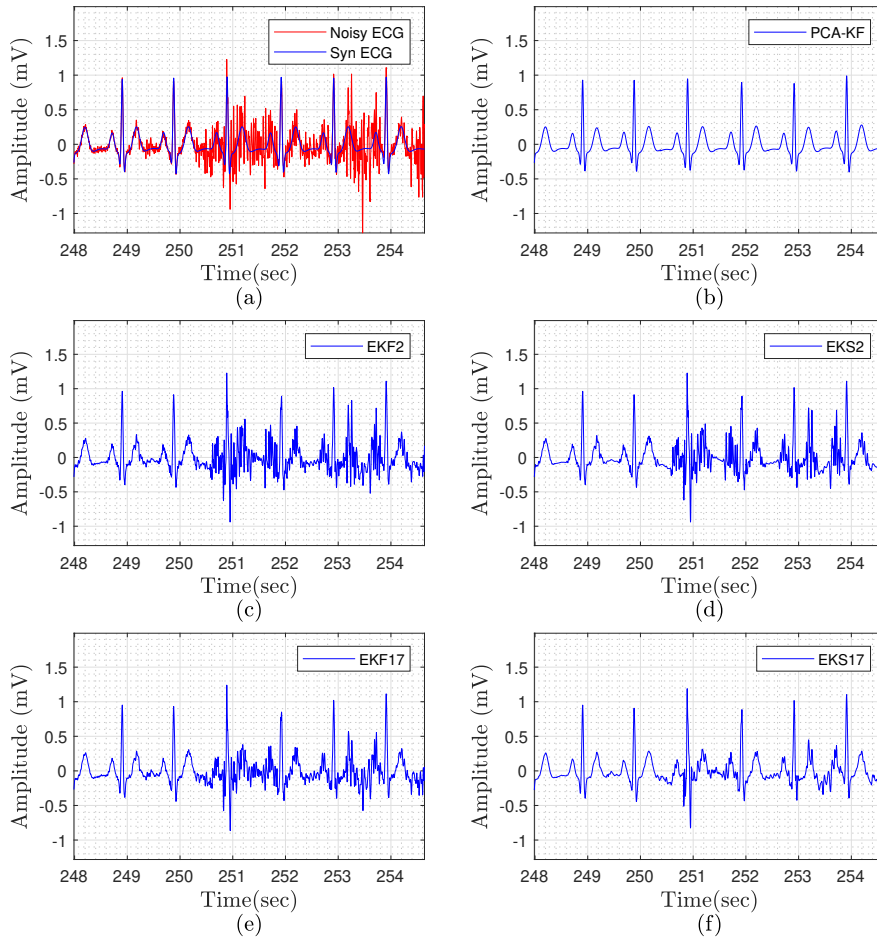 Noisy ECG
Syn ECG
Amplitude (mV)
1.5
1
0.5
0
-0.5
-1
248 249 250 251 252 253 254
Time(sec)
(a)
PCA-KF
Amplitude (mV)
1.5
1
0.5
0
-0.5
-1
248 249 250 251 252 253 254
Time(sec)
(b)
EKF2
Amplitude (mV)
1.5
1
0.5
0
-0.5
-1
248 249 250 251 252 253 254
Time(sec)
(c)
EKS2
Amplitude (mV)
1.5
1
0.5
0
-0.5
-1
248 249 250 251 252 253 254
Time(sec)
(d)
EKF17
Amplitude (mV)
1.5
1
0.5
0
-0.5
-1
248 249 250 251 252 253 254
Time(sec)
(e)
EKS17
Amplitude (mV)
1.5
1
0.5
0
-0.5
-1
248 249 250 251 252 253 254
Time(sec)
(f)